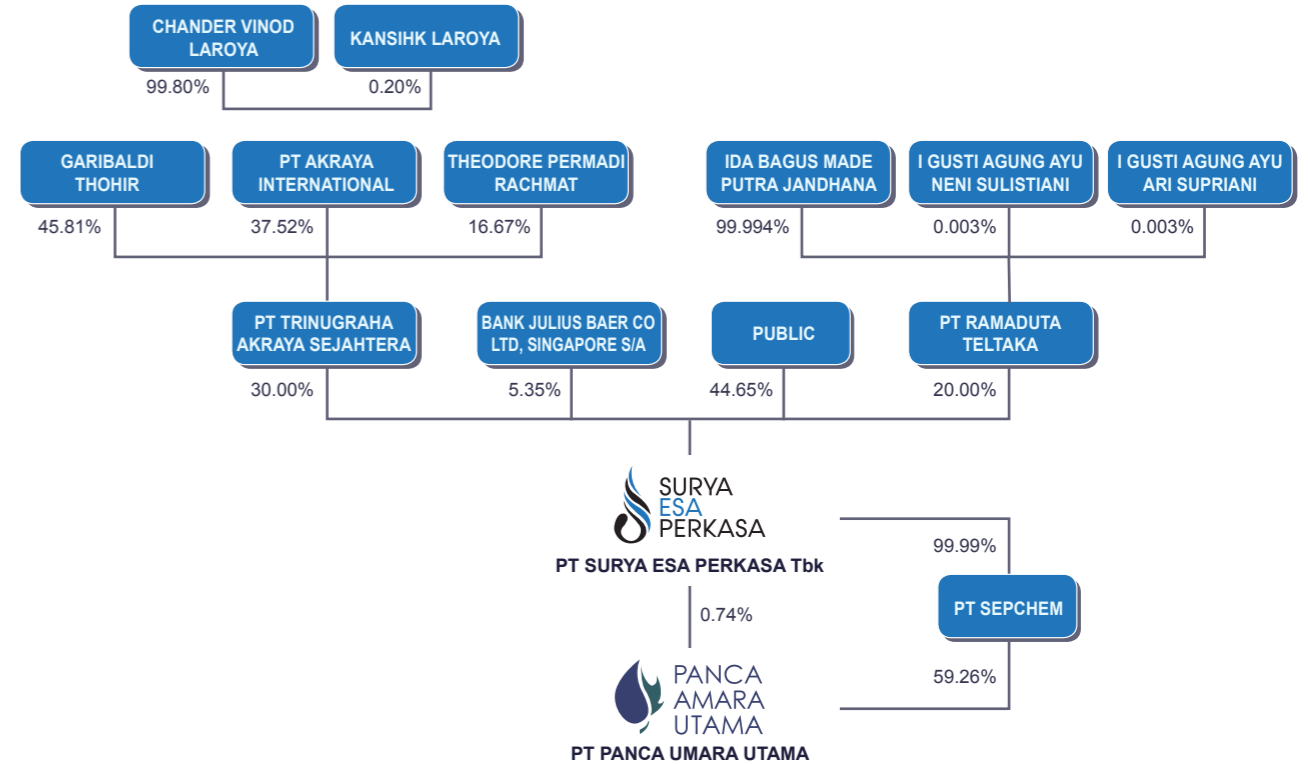 CHANDER VINOD
LAROYA
KANSIHK LAROYA
99.80%
0.20%
GARIBALDI
THOHIR
PT AKRAYA
INTERNATIONAL
THEODORE PERMADI
RACHMAT
IDA BAGUS MADE
PUTRA JANDHANA
I GUSTI AGUNG AYU
NENI SULISTIANI
I GUSTI AGUNG AYU
ARI SUPRIANI
45.81%
37.52%
16.67%
99.994%
0.003%
0.003%
PT TRINUGRAHA
AKRAYA SEJAHTERA
BANK JULIUS BAER CO
LTD, SINGAPORE S/A
PUBLIC
PT RAMADUTA
TELTAKA
30.00%
5.35%
44.65%
20.00%
SURYA
ESA
PERKASA
PT SURYA ESA PERKASA Tbk
99.99%
PT SEPCHEM
0.74%
59.26%
PANCA
AMARA
UTAMA
PT PANCA UMARA UTAMA